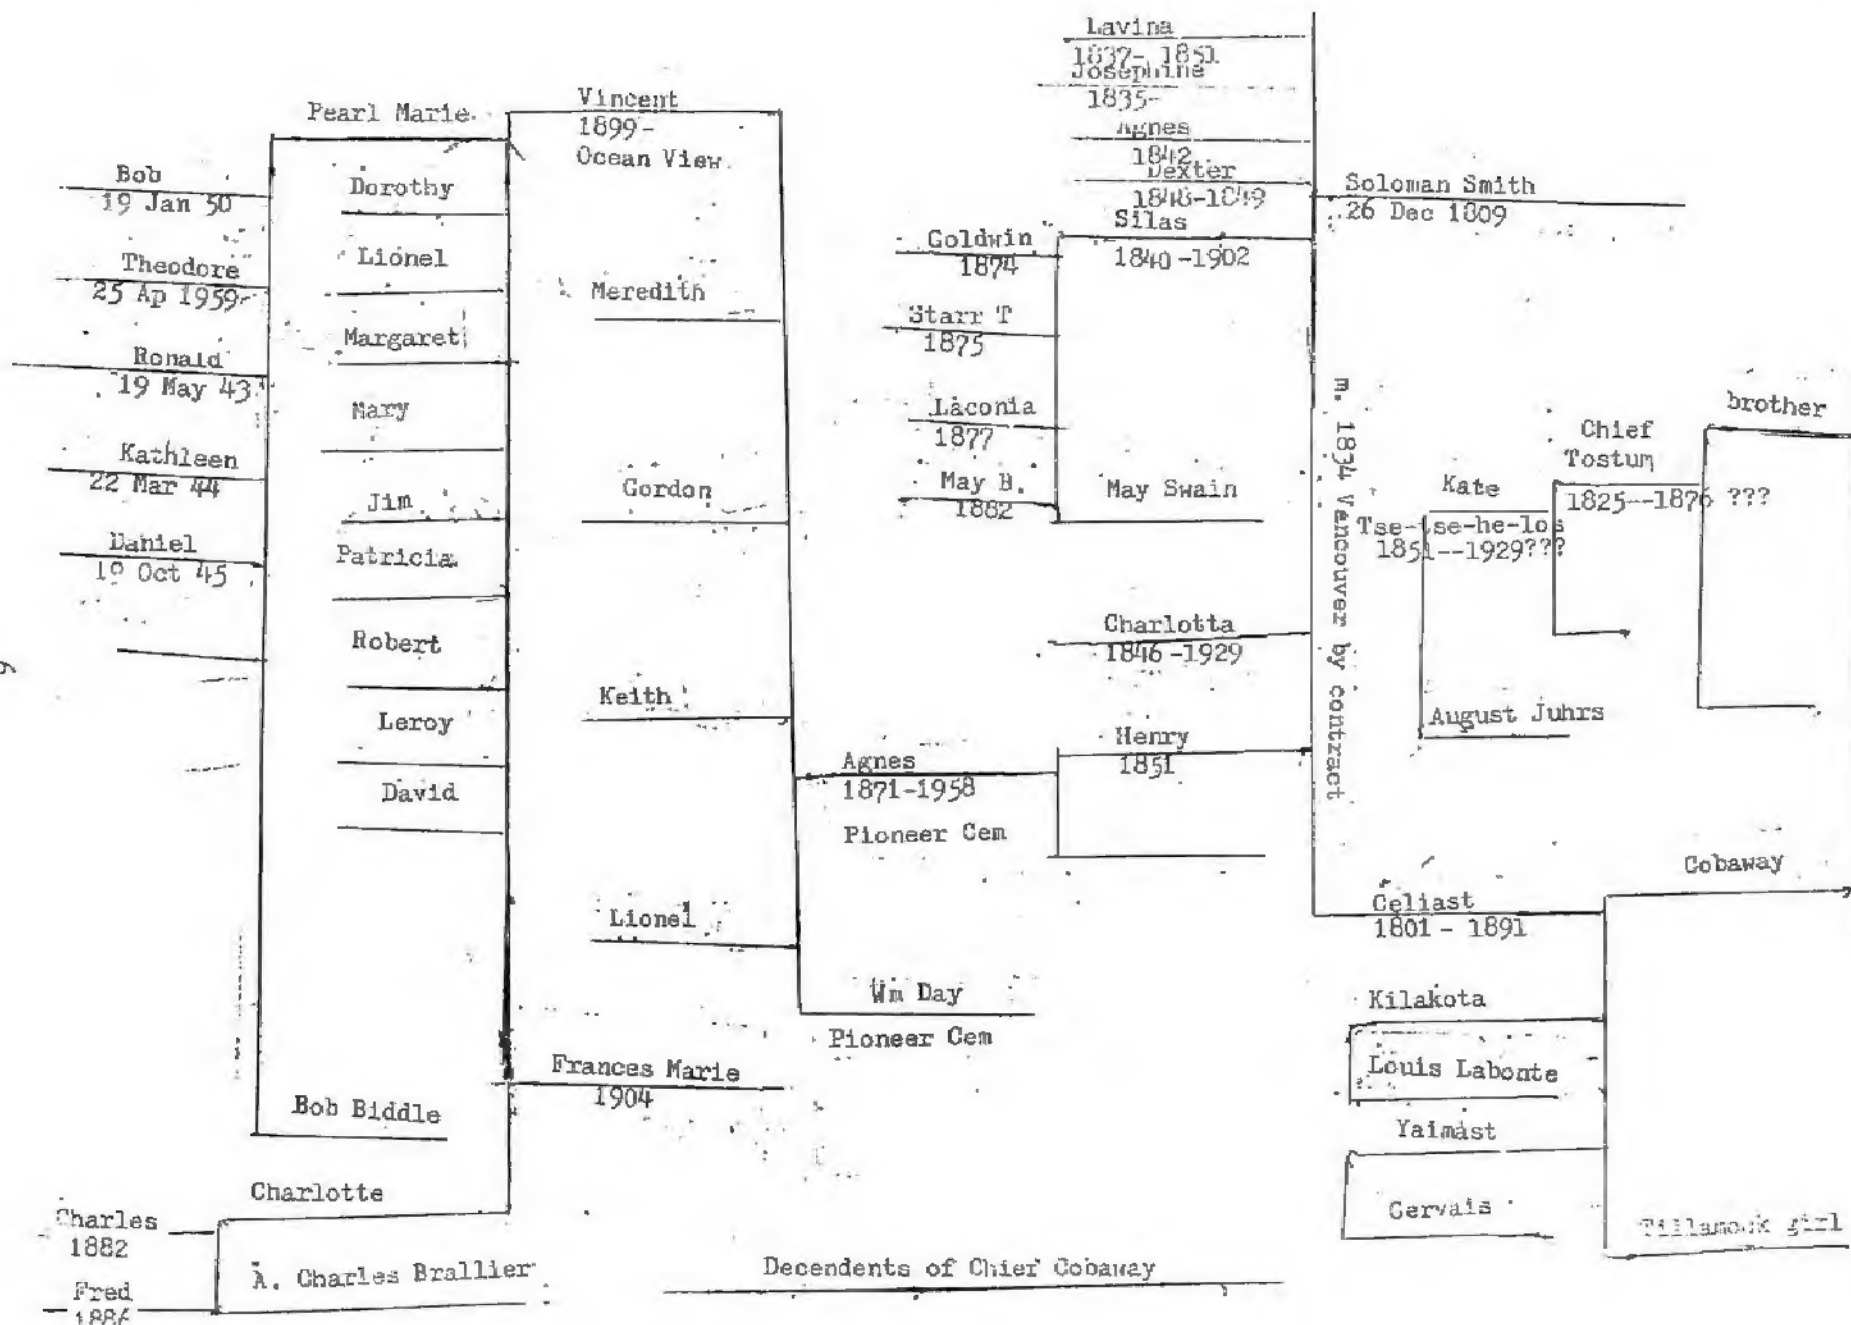 Bob
19 Jan 50
Theodore
25 Ap 1959-
Ronald
19 May 43
Kathleen
22 Mar 44
Daniel
19 Oct 45
Pearl Marie
Dorothy
Lionel
Margaret
Mary
Jim
Patricia
Robert
Leroy
David
Bob Biddle
Charlotte
Charles
1882
Fred
1886
A. Charles Brallier
Vincent
1899-
Ocean View
Meredith
Gordon
Keith
Lionel
Frances Marie
1904
Agnes
1871-1958
Pioneer Cem
Wm Day
Pioneer Cem
Goldwin
1874
Starr T
1875
Laconia
1877
May B.
1882
Lavina
1837- 1851
Josephine
1835-
Agnes
1842
Dexter
-1849
Silas
1840-1902
May Swain
Charlotta
1846-1929
Henry
1851
Soloman Smith
26 Dec 1809
m. 1834 Vancouver by contract
Celiast
1801 - 1891
Kilakota
Louis Labonte
Yaimast
Gervais
Kate
Tse-tse-he-los
1851--1929???
August Juhrs
Chief
Tostum
1825--1876 ???
brother
Cobaway
Tillamook girl
Decendents of Chief Cobaway